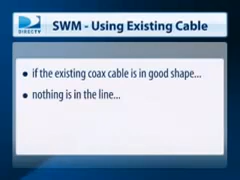 DIRECTV
SWM - Using Existing Cable
• if the existing coax cable is in good shape...
• nothing is in the line...